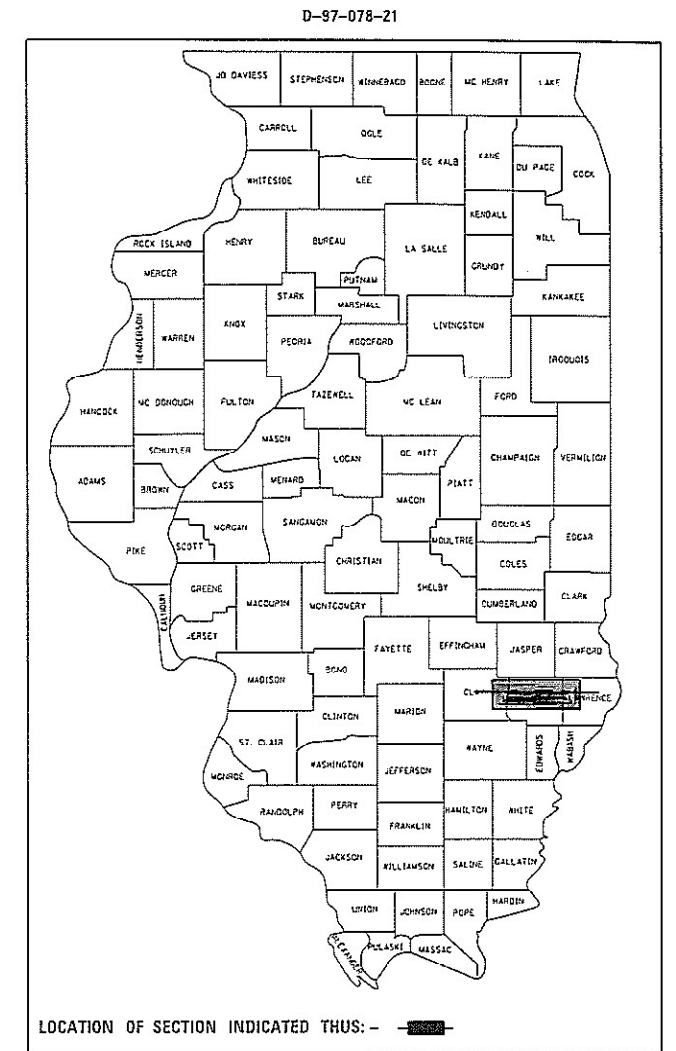 D-97-078-21
JO DAVIESS STEPHENSON WINNEBAGO BOONE MC HENRY LAKE
CARROLL OGLE DE KALB KANE DU PAGE COOK
WHITESIDE LEE
KENDALL WILL
ROCK ISLAND HENRY BUREAU LA SALLE GRUNDY
MERCER PUTNAM KANKAKEE
STARK MARSHALL
HENDERSON WARREN KNOX PEORIA WOODFORD LIVINGSTON IROQUOIS
HANCOCK MC DONOUGH FULTON TAZEWELL MC LEAN FORD
MASON
SCHUYLER LOGAN DE WITT CHAMPAIGN VERMILION
ADAMS BROWN CASS MENARD MACON PIATT
MORGAN SANGAMON DOUGLAS EDGAR
PIKE SCOTT CHRISTIAN MOULTRIE COLES
GREENE MACOUPIN MONTGOMERY SHELBY CUMBERLAND CLARK
CALHOUN JERSEY
FAYETTE EFFINGHAM JASPER CRAWFORD
MADISON BOND
CLINTON MARION
ST. CLAIR WAYNE EDWARDS WABASH
MONROE WASHINGTON JEFFERSON
RANDOLPH PERRY HAMILTON WHITE
FRANKLIN
JACKSON WILLIAMSON SALINE GALLATIN
UNION JOHNSON POPE HARDIN
ALEXANDER PULASKI MASSAC
LOCATION OF SECTION INDICATED THUS: -